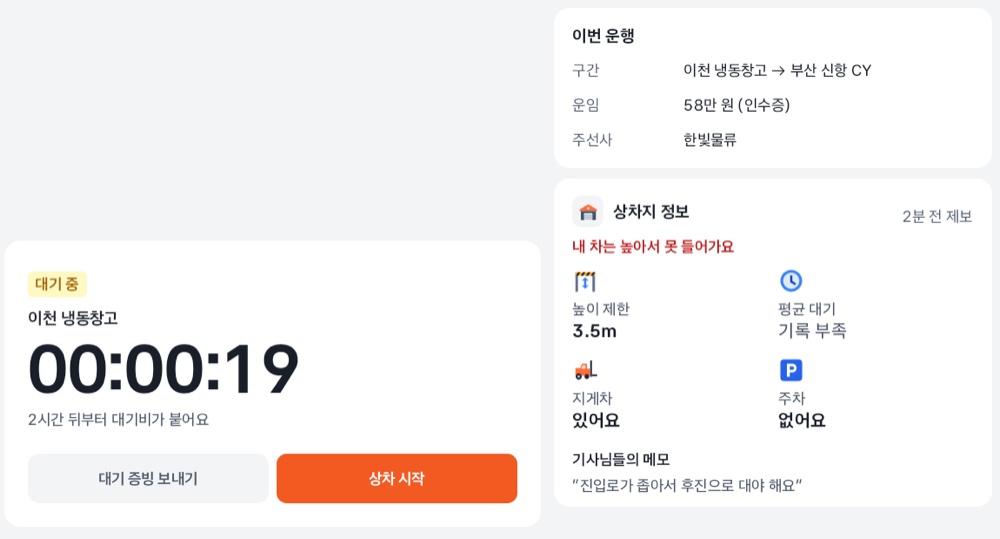 대기 중
이천 냉동창고
00:00:19
2시간 뒤부터 대기비가 붙어요
대기 증빙 보내기
상차 시작
이번 운행
구간 이천 냉동창고 → 부산 신항 CY
운임 58만 원 (인수증)
주선사 한빛물류
상차지 정보 2분 전 제보
내 차는 높아서 못 들어가요
높이 제한
3.5m
평균 대기
기록 부족
지게차
있어요
P
주차
없어요
기사님들의 메모
"진입로가 좁아서 후진으로 대야 해요"